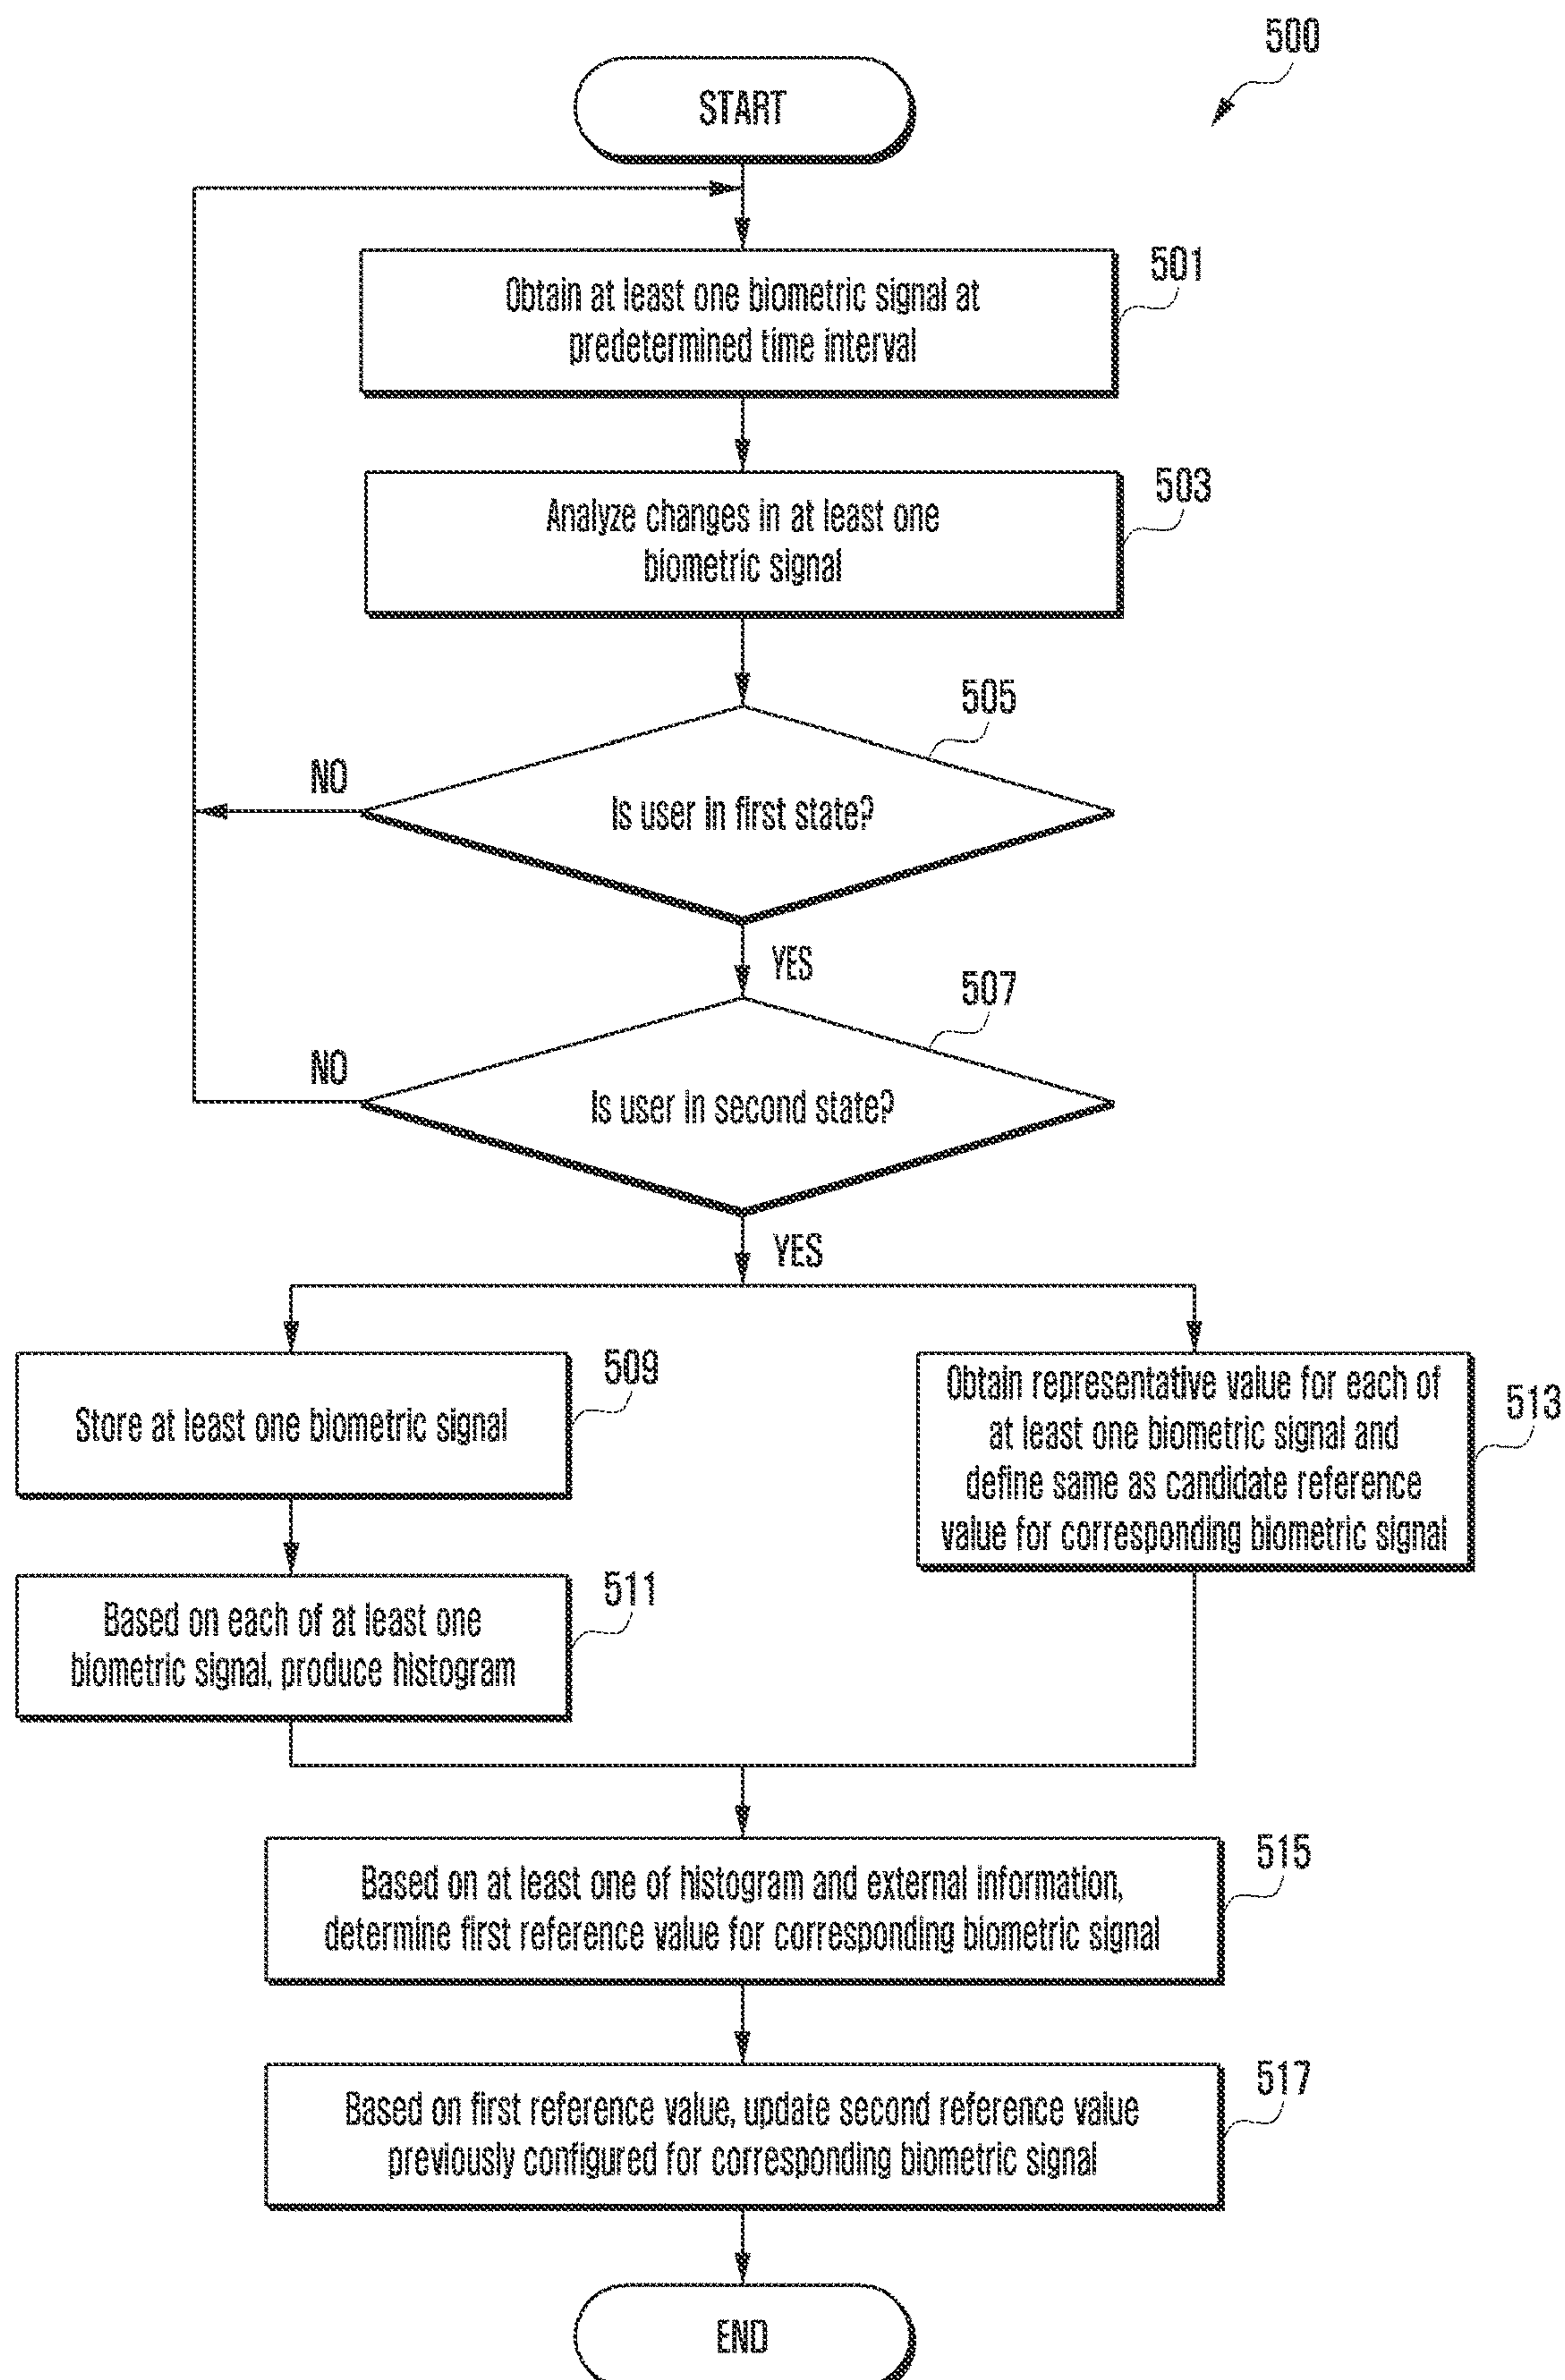 500
START
501
Obtain at least one biometric signal at
predetermined time interval
503
Analyze changes in at least one
biometric signal
505
NO
Is user in first state?
YES
507
NO
Is user in second state?
YES
509
Store at least one biometric signal
513
Obtain representative value for each of
at least one biometric signal and
define same as candidate reference
value for corresponding biometric signal
511
Based on each of at least one
biometric signal, produce histogram
515
Based on at least one of histogram and external information,
determine first reference value for corresponding biometric signal
517
Based on first reference value, update second reference value
previously configured for corresponding biometric signal
END